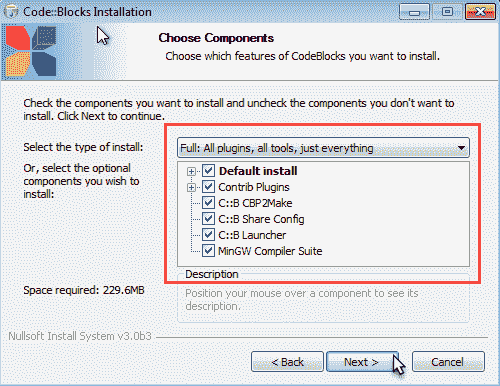 Code::Blocks Installation
Choose Components
Choose which features of CodeBlocks you want to install.
Check the components you want to install and uncheck the components you don't want to
install. Click Next to continue.
Select the type of install:
Full: All plugins, all tools, just everything
Or, select the optional
components you wish to
install:
Default install
Contrib Plugins
C::B CBP2Make
C::B Share Config
C::B Launcher
MinGW Compiler Suite
Space required: 229.6MB
Description
Position your mouse over a component to see its
description.
Nullsoft Install System v3.0b3
< Back
Next >
Cancel